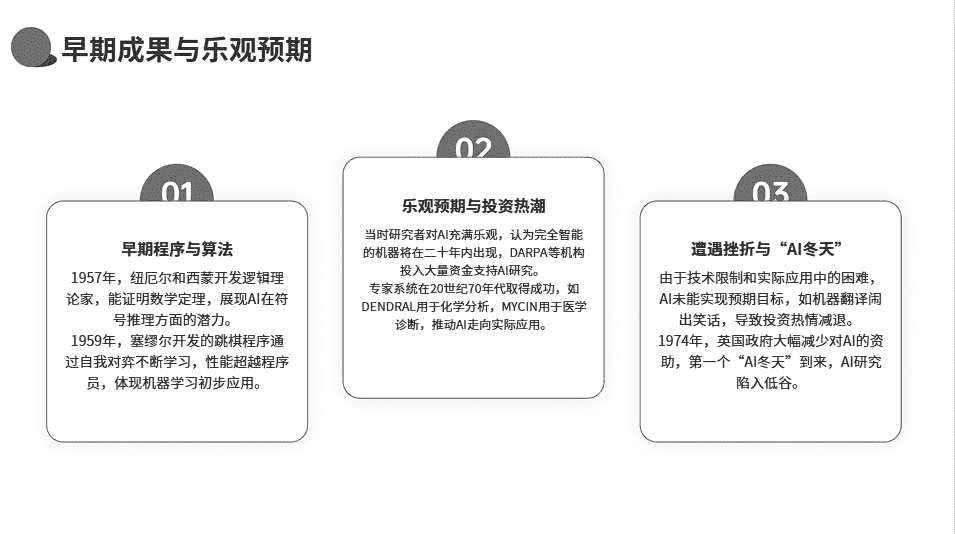 早期成果与乐观预期
01
早期程序与算法
1957年，纽厄尔和西蒙开发逻辑理
论家，能证明数学定理，展现AI在符
号推理方面的潜力。
1959年，塞缪尔开发的跳棋程序通
过自我对弈不断学习，性能超越程序
员，体现机器学习初步应用。
02
乐观预期与投资热潮
当时研究者对AI充满乐观，认为完全智能
的机器将在二十年内出现，DARPA等机构
投入大量资金支持AI研究。
专家系统在20世纪70年代取得成功，如
DENDRAL用于化学分析，MYCIN用于医学
诊断，推动AI走向实际应用。
03
遭遇挫折与“AI冬天”
由于技术限制和实际应用中的困难，
AI未能实现预期目标，如机器翻译闹
出笑话，导致投资热情减退。
1974年，英国政府大幅减少对AI的资
助，第一个“AI冬天”到来，AI研究
陷入低谷。